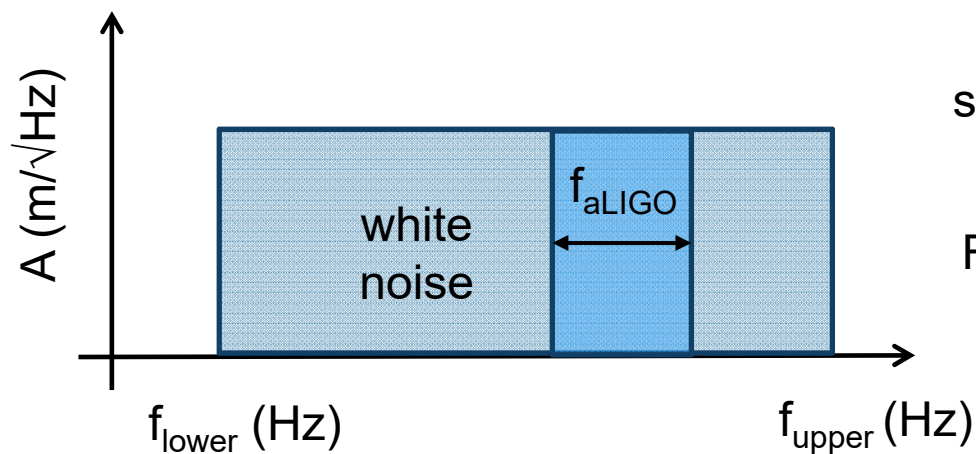 A (m/√Hz)
s
f_aLIGO
white
noise
F
f_lower (Hz)
f_upper (Hz)